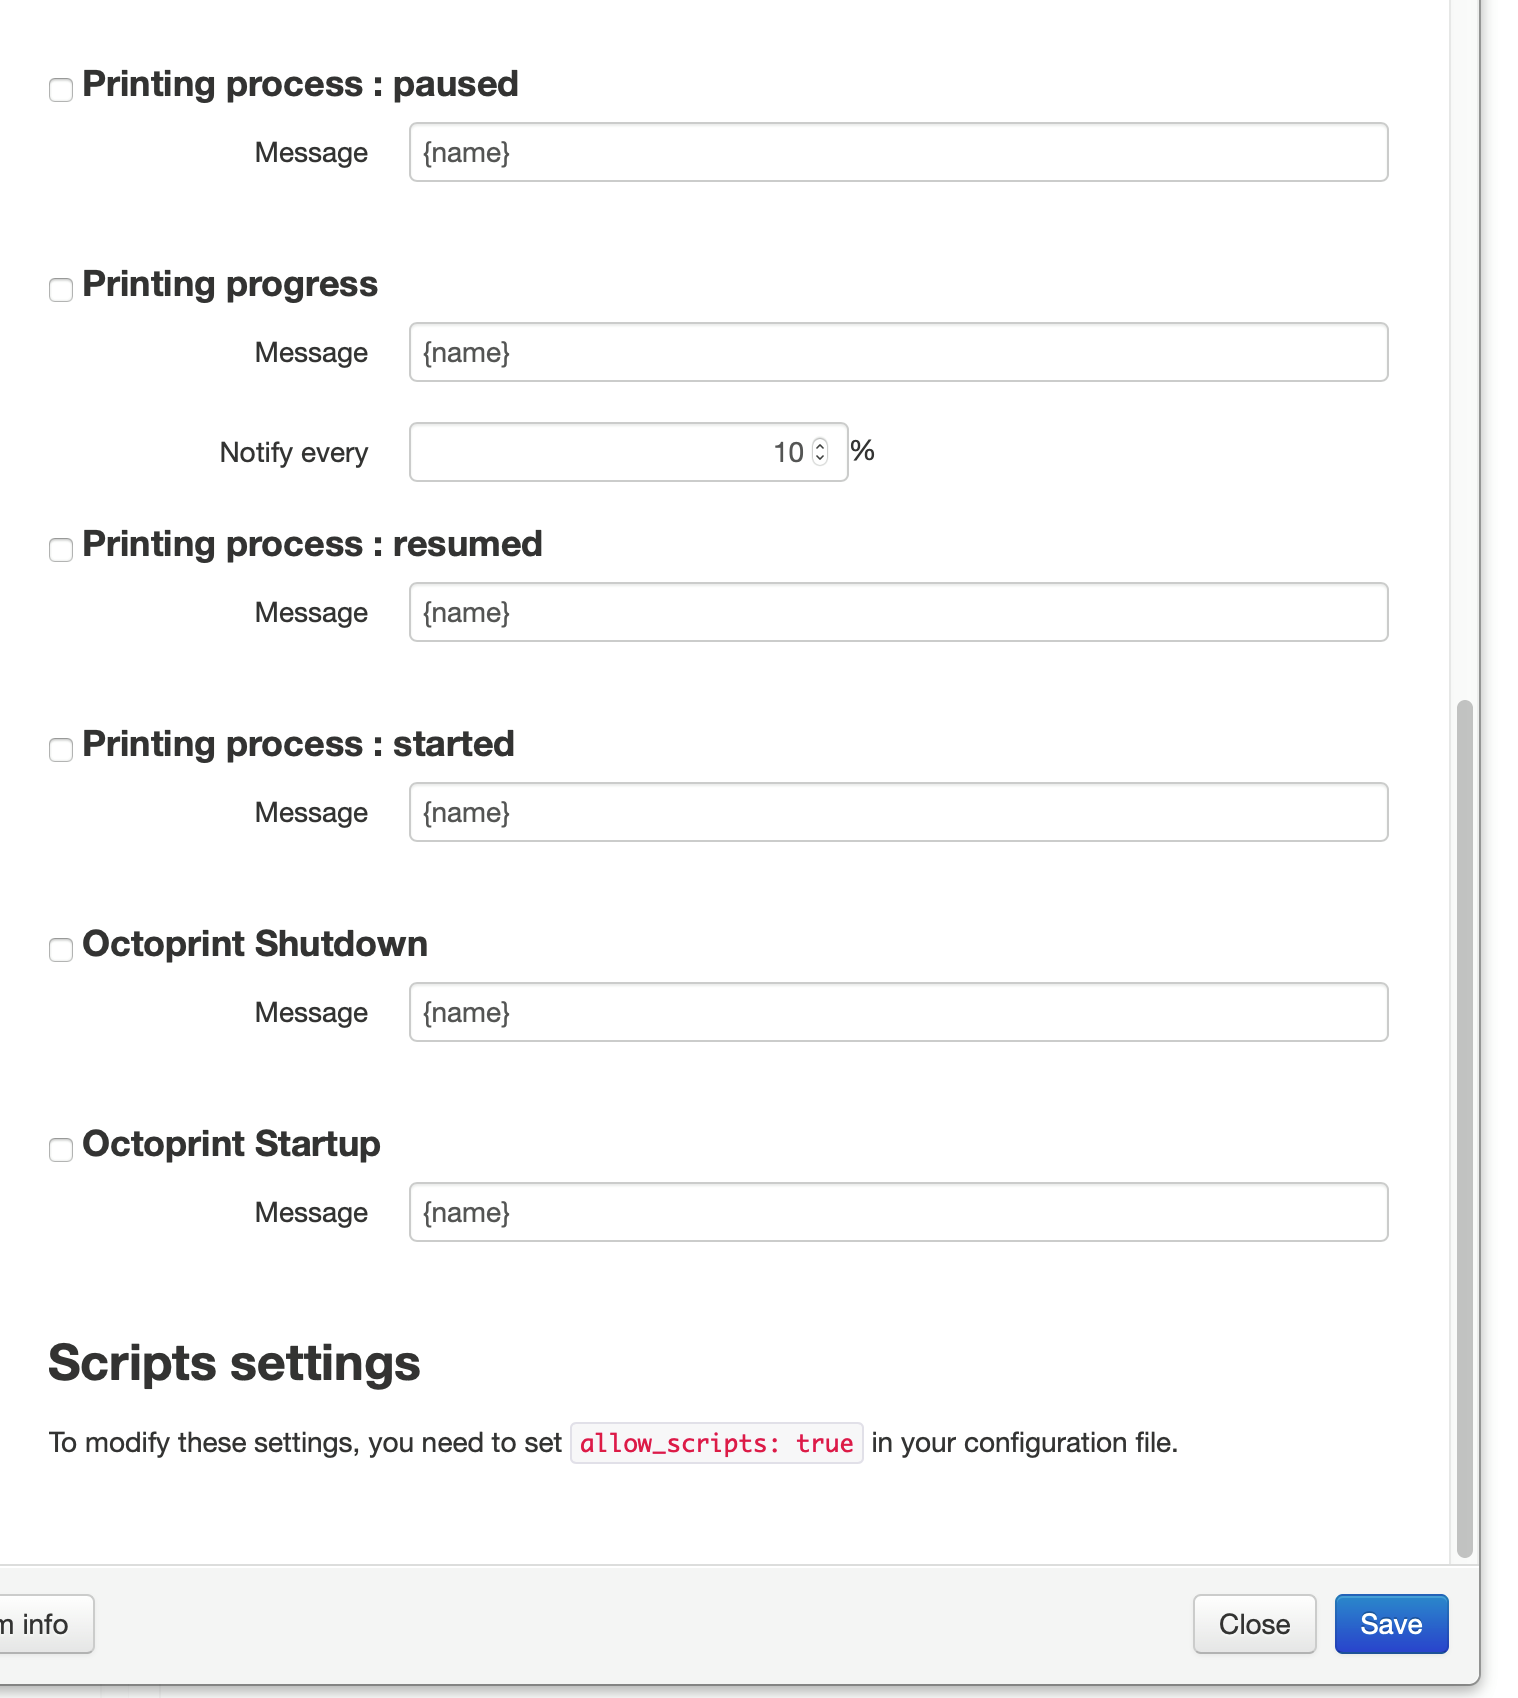 Printing process : paused
Message {name}
Printing progress
Message {name}
Notify every 10 %
Printing process : resumed
Message {name}
Printing process : started
Message {name}
Octoprint Shutdown
Message {name}
Octoprint Startup
Message {name}
Scripts settings
To modify these settings, you need to set allow_scripts: true in your configuration file.
info Close Save